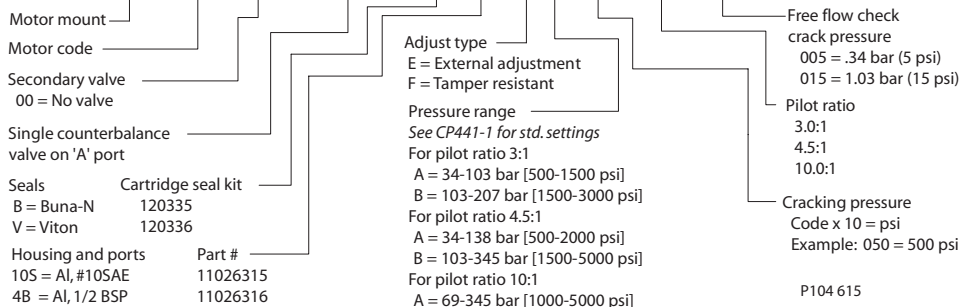 Motor mount
Motor code
Secondary valve
00 = No valve
Single counterbalance
valve on 'A' port
Seals Cartridge seal kit
B = Buna-N 120335
V = Viton 120336
Housing and ports Part #
10S = Al, #10SAE 11026315
4B = Al, 1/2 BSP 11026316
Adjust type
E = External adjustment
F = Tamper resistant
Pressure range
See CP441-1 for std. settings
For pilot ratio 3:1
A = 34-103 bar [500-1500 psi]
B = 103-207 bar [1500-3000 psi]
For pilot ratio 4.5:1
A = 34-138 bar [500-2000 psi]
B = 103-345 bar [1500-5000 psi]
For pilot ratio 10:1
A = 69-345 bar [1000-5000 psi]
Free flow check
crack pressure
005 = .34 bar (5 psi)
015 = 1.03 bar (15 psi)
Pilot ratio
3.0:1
4.5:1
10.0:1
Cracking pressure
Code x 10 = psi
Example: 050 = 500 psi
P104 615